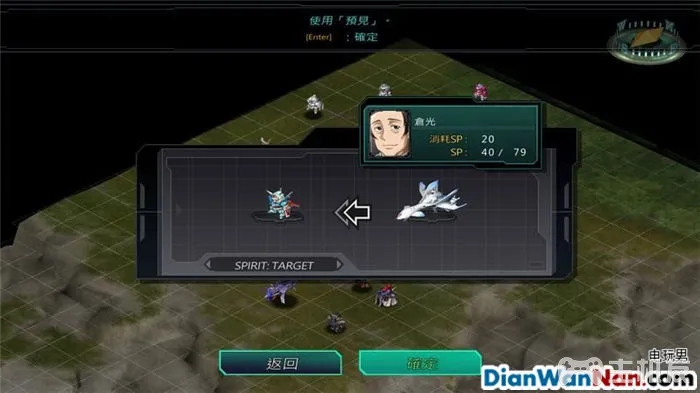 使用「預見」。
[Enter] ：確定
倉光
消耗SP： 20
SP： 40 / 79
SPIRIT: TARGET
返回
確定
电玩男
DianWanNan.com